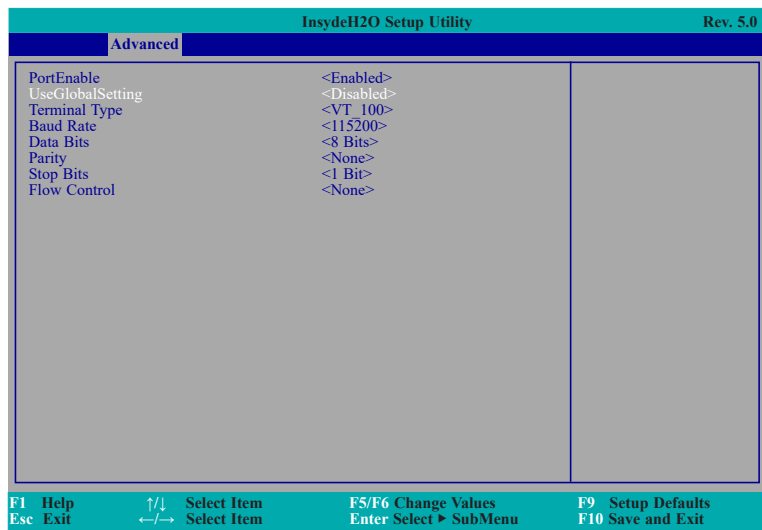 InsydeH2O Setup Utility Rev. 5.0
Advanced
PortEnable <Enabled>
UseGlobalSetting <Disabled>
Terminal Type <VT_100>
Baud Rate <115200>
Data Bits <8 Bits>
Parity <None>
Stop Bits <1 Bit>
Flow Control <None>
F1 Help ↑/↓ Select Item F5/F6 Change Values F9 Setup Defaults
Esc Exit ←/→ Select Item Enter Select ▶ SubMenu F10 Save and Exit